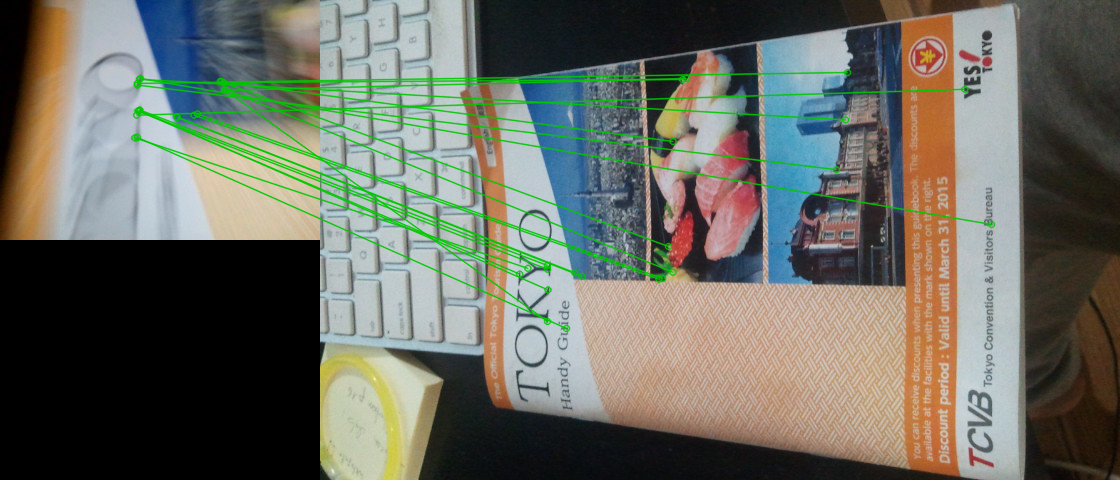 The Official Tokyo
TOKYO
Handy Guide
You can receive discounts when presenting this guidebook. The discounts are
available at the facilities with the mark shown on the right.
Discount period : Valid until March 31, 2015
YES!
TOKYO
TCVB Tokyo Convention & Visitors Bureau
caps lock